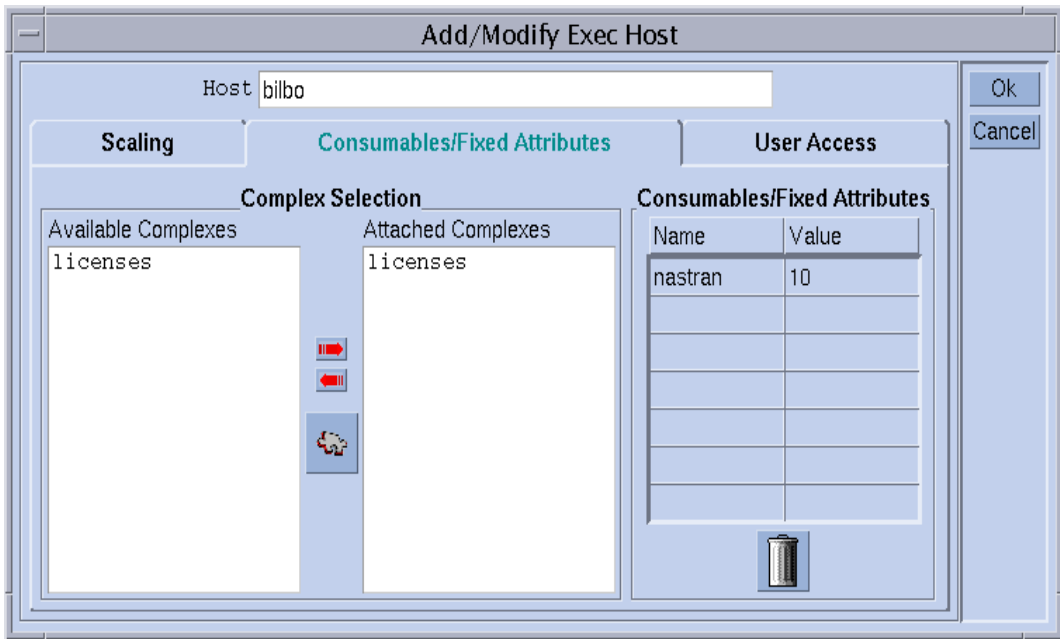 Add/Modify Exec Host
Host bilbo
Ok
Cancel
Scaling
Consumables/Fixed Attributes
User Access
Complex Selection
Available Complexes
licenses
Attached Complexes
licenses
Consumables/Fixed Attributes
Name Value
nastran 10